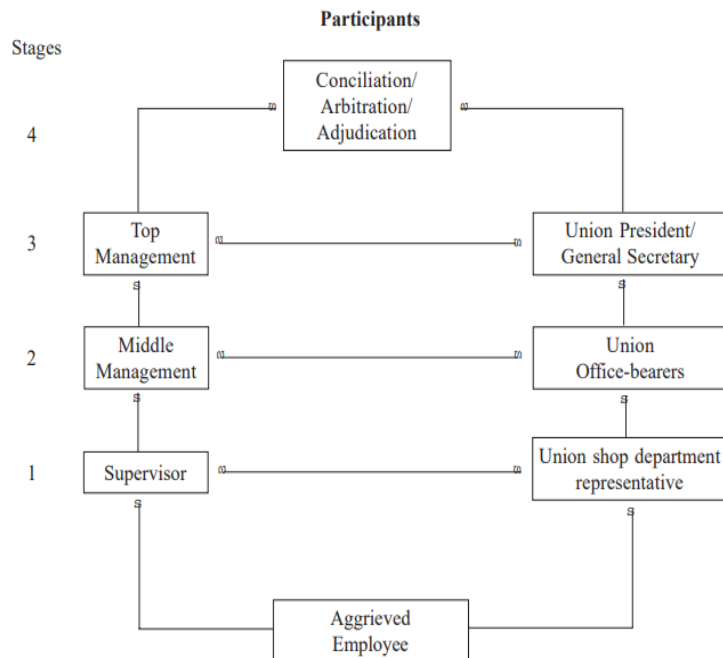 Participants
Stages
Conciliation/
Arbitration/
Adjudication
4
3
Top
Management
Union President/
General Secretary
2
Middle
Management
Union
Office-bearers
1
Supervisor
Union shop department
representative
Aggrieved
Employee